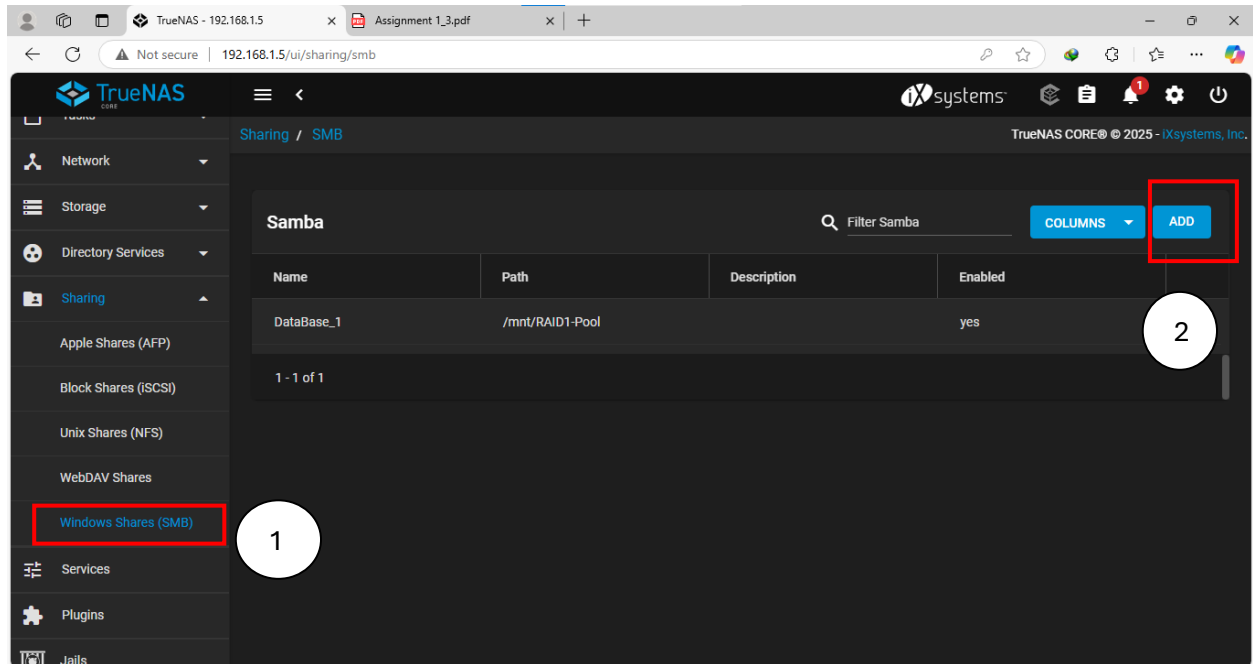 TrueNAS - 192.168.1.5
Assignment 1_3.pdf
Not secure 192.168.1.5/ui/sharing/smb
TrueNAS
CORE
iXsystems
1
Sharing / SMB
TrueNAS CORE® © 2025 - iXsystems, Inc.
Tasks
Network
Storage
Directory Services
Sharing
Apple Shares (AFP)
Block Shares (iSCSI)
Unix Shares (NFS)
WebDAV Shares
Windows Shares (SMB)
Services
Plugins
Jails
1
Samba
Filter Samba
COLUMNS
ADD
Name Path Description Enabled
DataBase_1 /mnt/RAID1-Pool yes
1 - 1 of 1
2